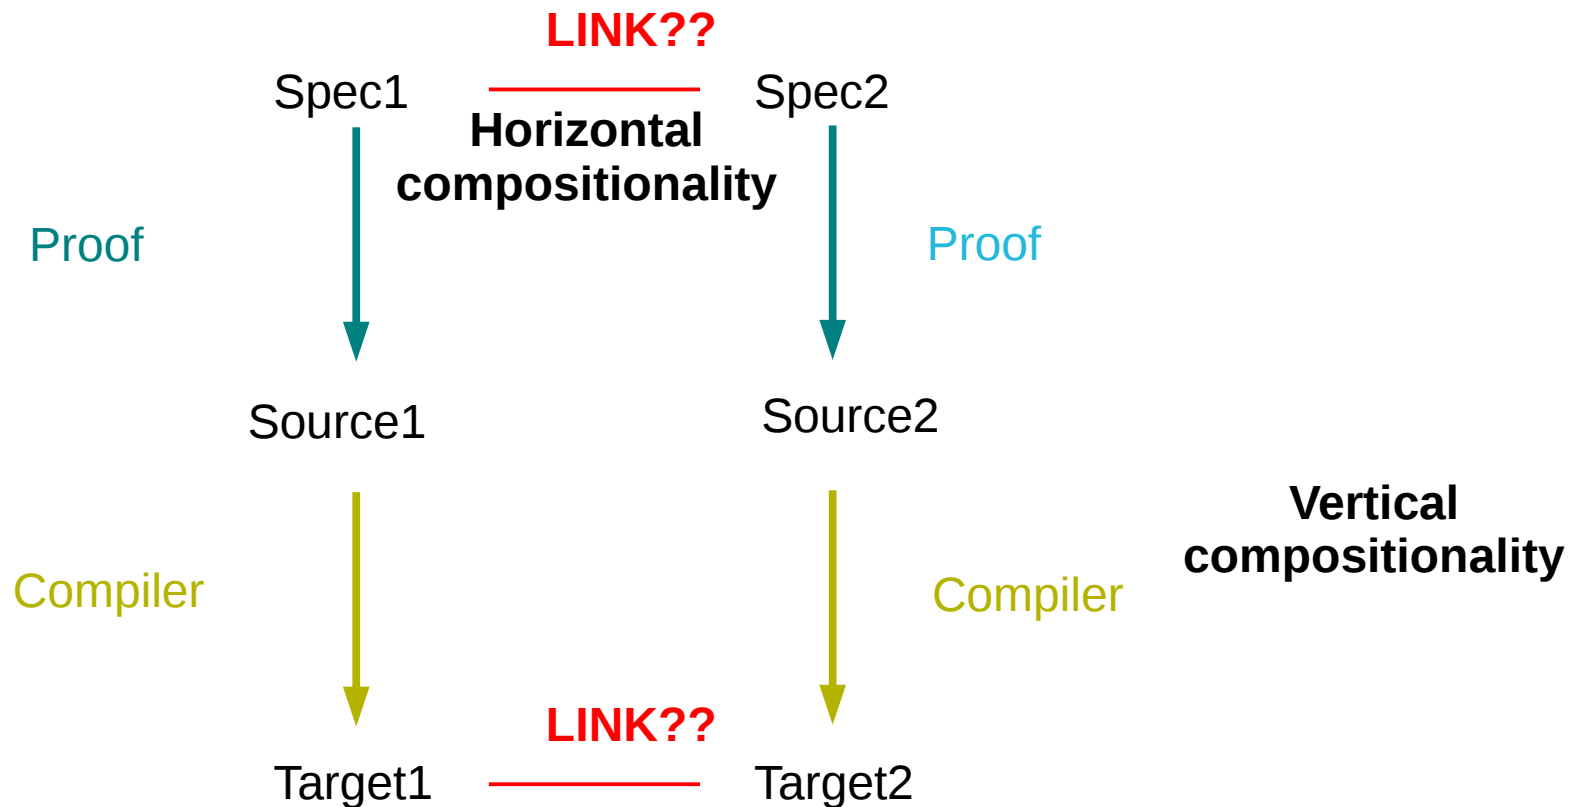 LINK??
Spec1
Spec2
Horizontal
compositionality
Proof
Proof
Source1
Source2
Vertical
compositionality
Compiler
Compiler
LINK??
Target1
Target2